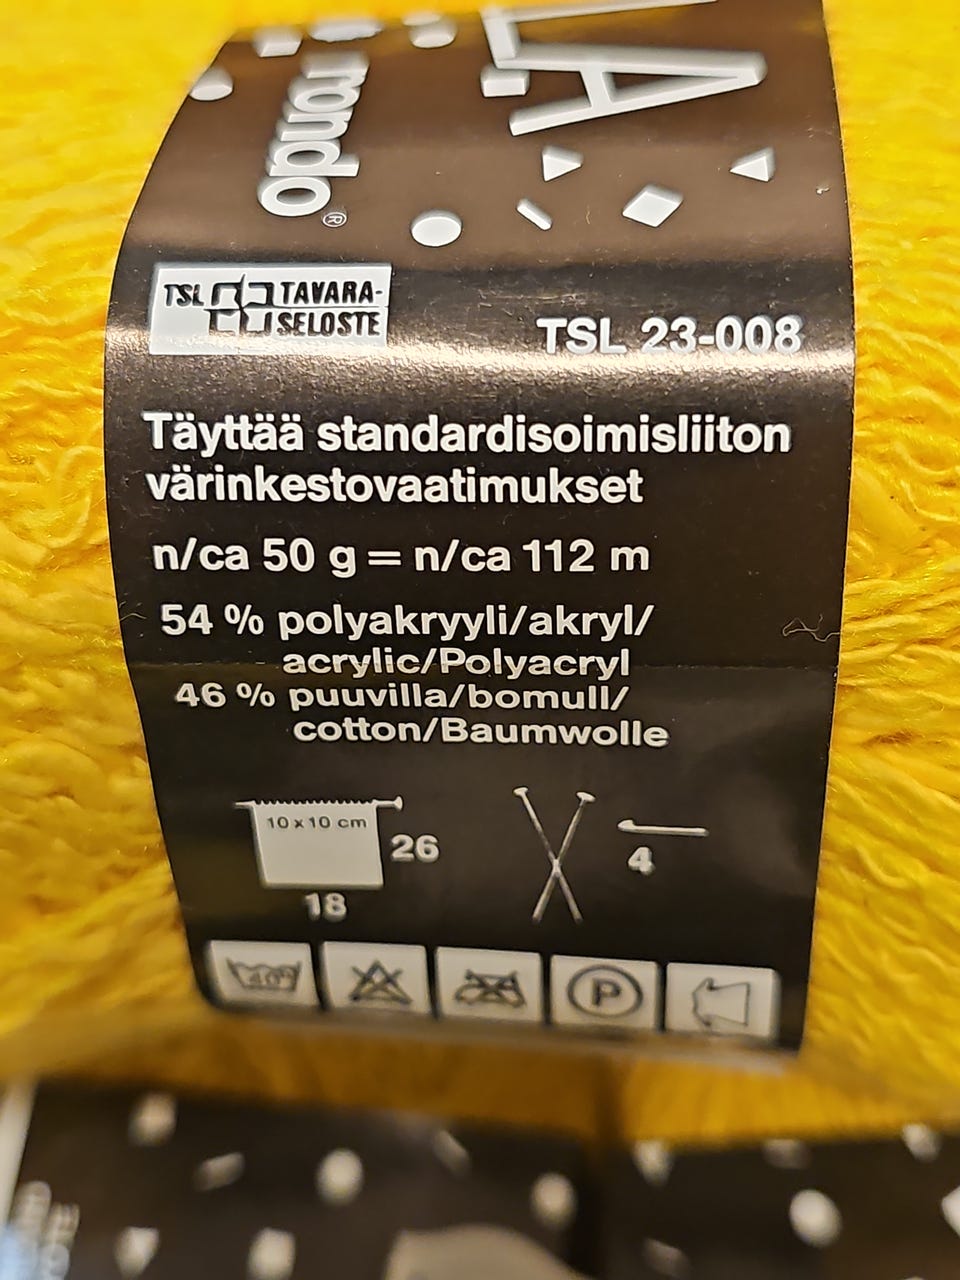 rondo®
TSL TAVARA-
SELOSTE
TSL 23-008
Täyttää standardisoimisliiton
värinkestovaatimukset
n/ca 50 g = n/ca 112 m
54 % polyakryyli/akryl/
acrylic/Polyacryl
46 % puuvilla/bomull/
cotton/Baumwolle
10 x 10 cm
26
18
4
40°
P